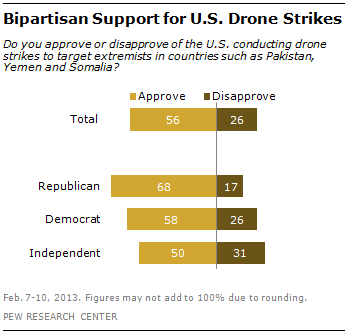 Bipartisan Support for U.S. Drone Strikes
Do you approve or disapprove of the U.S. conducting drone
strikes to target extremists in countries such as Pakistan,
Yemen and Somalia?
Approve Disapprove
Total 56 26
Republican 68 17
Democrat 58 26
Independent 50 31
Feb. 7-10, 2013. Figures may not add to 100% due to rounding.
PEW RESEARCH CENTER